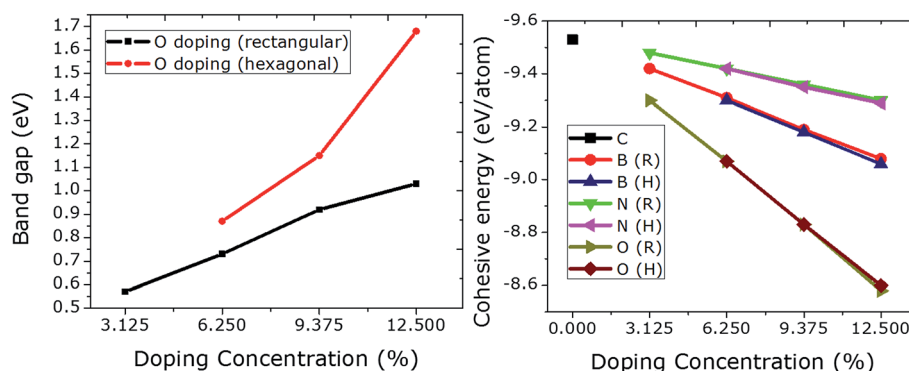 Band gap (eV)
1.7
1.6
1.5
1.4
1.3
1.2
1.1
1.0
0.9
0.8
0.7
0.6
0.5
O doping (rectangular)
O doping (hexagonal)
3.125 6.250 9.375 12.500
Doping Concentration (%)
Cohesive energy (eV/atom)
-9.6
-9.4
-9.2
-9.0
-8.8
-8.6
C
B (R)
B (H)
N (R)
N (H)
O (R)
O (H)
0.000 3.125 6.250 9.375 12.500
Doping Concentration (%)